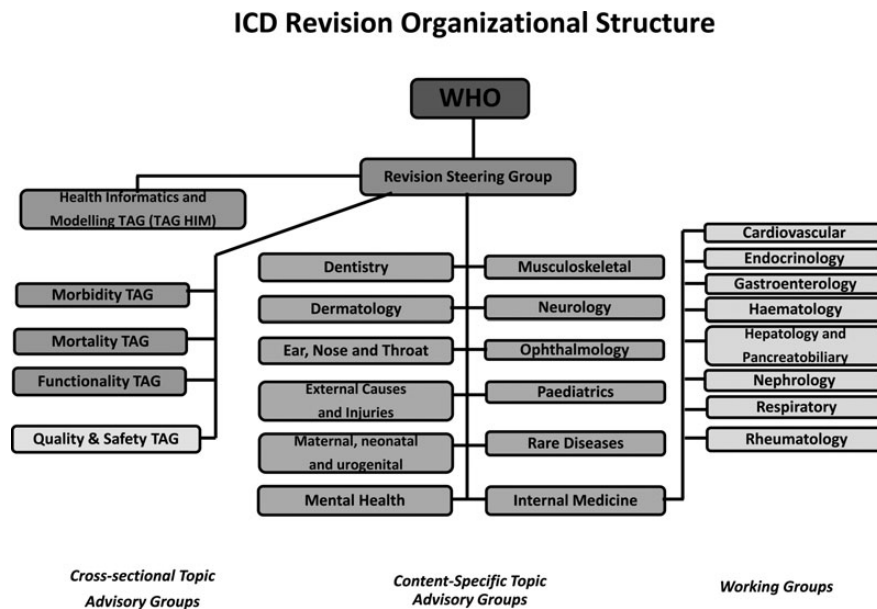 ICD Revision Organizational Structure
WHO
Revision Steering Group
Health Informatics and
Modelling TAG (TAG HIM)
Morbidity TAG
Mortality TAG
Functionality TAG
Quality & Safety TAG
Dentistry
Dermatology
Ear, Nose and Throat
External Causes
and Injuries
Maternal, neonatal
and urogenital
Mental Health
Musculoskeletal
Neurology
Ophthalmology
Paediatrics
Rare Diseases
Internal Medicine
Cardiovascular
Endocrinology
Gastroenterology
Haematology
Hepatology and
Pancreatobiliary
Nephrology
Respiratory
Rheumatology
Cross-sectional Topic
Advisory Groups
Content-Specific Topic
Advisory Groups
Working Groups